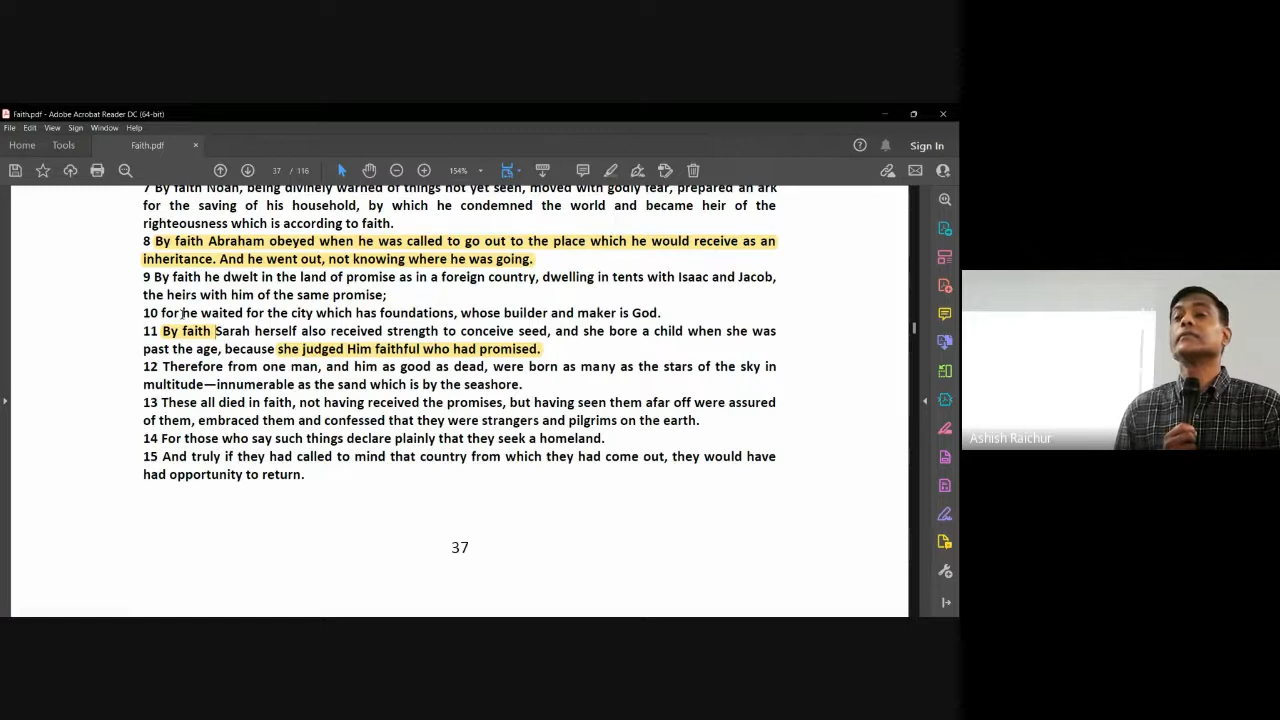 Faith.pdf - Adobe Acrobat Reader DC (64-bit)
File Edit View Sign Window Help
Home Tools Faith.pdf × Sign In
37 / 116 154%
7 By faith Noah, being divinely warned of things not yet seen, moved with godly fear, prepared an ark
for the saving of his household, by which he condemned the world and became heir of the
righteousness which is according to faith.
8 By faith Abraham obeyed when he was called to go out to the place which he would receive as an
inheritance. And he went out, not knowing where he was going.
9 By faith he dwelt in the land of promise as in a foreign country, dwelling in tents with Isaac and Jacob,
the heirs with him of the same promise;
10 for he waited for the city which has foundations, whose builder and maker is God.
11 By faith Sarah herself also received strength to conceive seed, and she bore a child when she was
past the age, because she judged Him faithful who had promised.
12 Therefore from one man, and him as good as dead, were born as many as the stars of the sky in
multitude—innumerable as the sand which is by the seashore.
13 These all died in faith, not having received the promises, but having seen them afar off were assured
of them, embraced them and confessed that they were strangers and pilgrims on the earth.
14 For those who say such things declare plainly that they seek a homeland.
15 And truly if they had called to mind that country from which they had come out, they would have
had opportunity to return.
37
Ashish Raichur